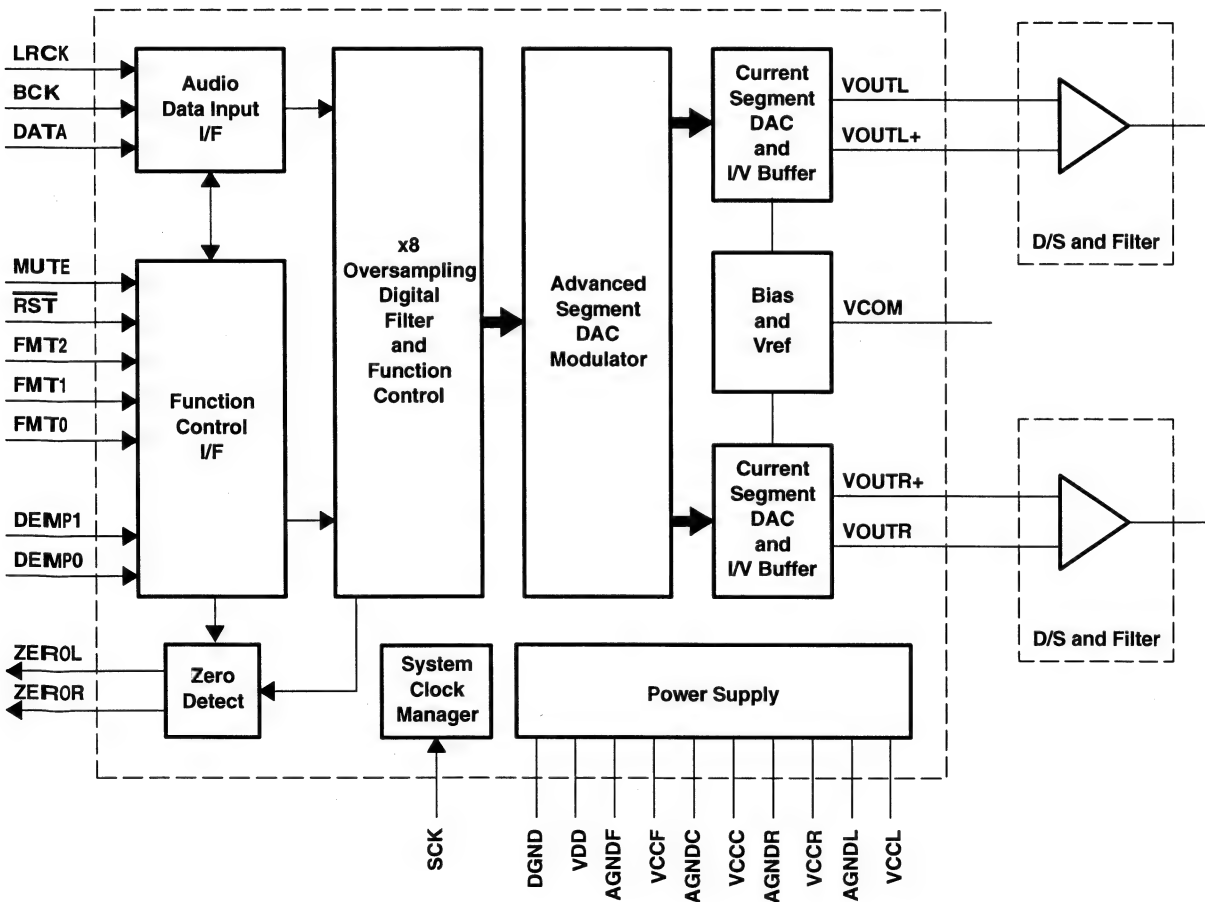 LRCK
BCK
DATA
Audio
Data Input
I/F
MUTE
RST
FMT2
FMT1
FMT0
DEMP1
DEMP0
Function
Control
I/F
ZEROL
ZEROR
Zero
Detect
x8
Oversampling
Digital
Filter
and
Function
Control
System
Clock
Manager
SCK
Advanced
Segment
DAC
Modulator
Current
Segment
DAC
and
I/V Buffer
VOUTL
VOUTL+
D/S and Filter
Bias
and
Vref
VCOM
Current
Segment
DAC
and
I/V Buffer
VOUTR+
VOUTR
D/S and Filter
Power Supply
DGND
VDD
AGNDF
VCCF
AGNDC
VCCC
AGNDR
VCCR
AGNDL
VCCL